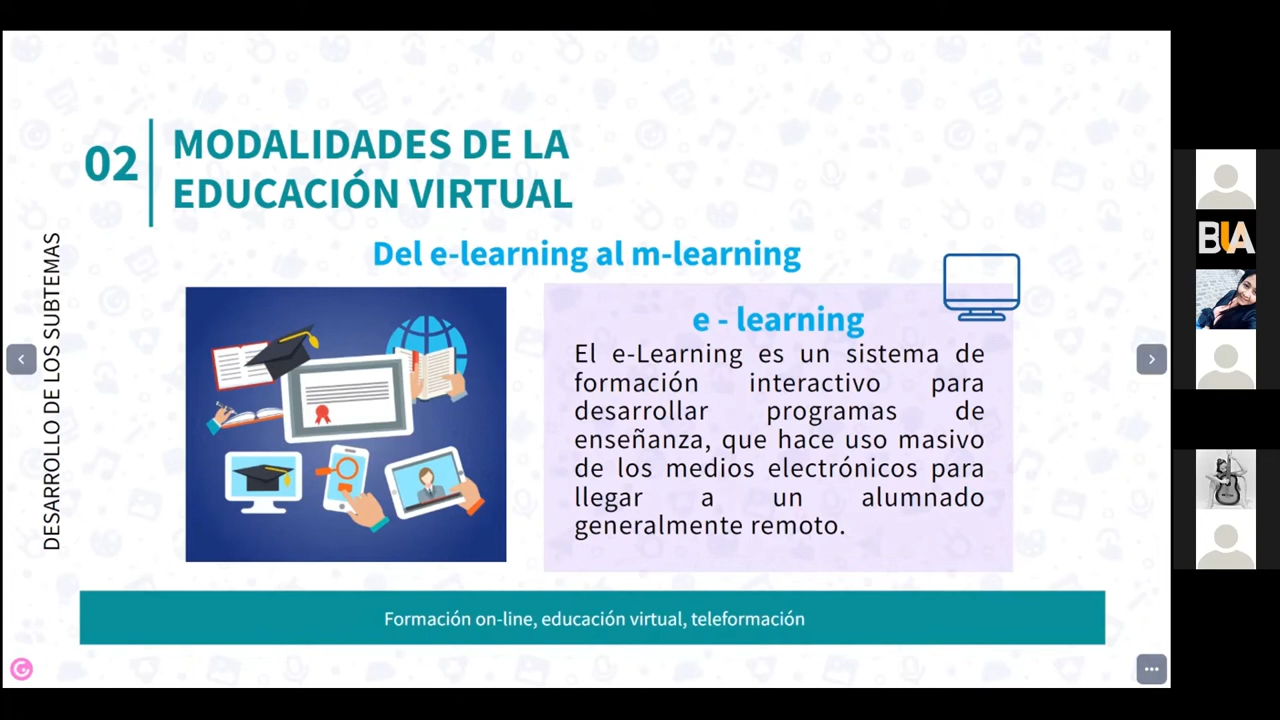 02
MODALIDADES DE LA
EDUCACIÓN VIRTUAL
DESARROLLO DE LOS SUBTEMAS
Del e-learning al m-learning
e - learning
El e-Learning es un sistema de
formación interactivo para
desarrollar programas de
enseñanza, que hace uso masivo
de los medios electrónicos para
llegar a un alumnado
generalmente remoto.
Formación on-line, educación virtual, teleformación
BUA